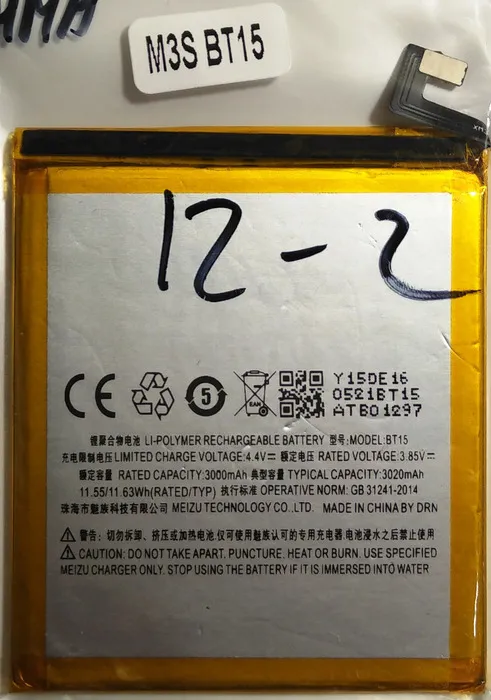 M3S BT15
12-2
CE
5
EAC
Y15DE16
0521BT15
ATB01297
锂聚合物电池 LI-POLYMER RECHARGEABLE BATTERY 型号:MODEL:BT15
充电限制电压 LIMITED CHARGE VOLTAGE:4.4V⎓ 额定电压 RATED VOLTAGE:3.85V⎓
额定容量 RATED CAPACITY:3000mAh 典型容量 TYPICAL CAPACITY:3020mAh
11.55/11.63Wh(RATED/TYP) 执行标准 OPERATIVE NORM: GB 31241-2014
珠海市魅族科技有限公司 MEIZU TECHNOLOGY CO.,LTD. MADE IN CHINA BY DRN
警告: 切勿拆卸、挤压或加热电池,仅可使用魅族认可的专用充电器;电池浸水之后禁止使用
CAUTION: DO NOT TAKE APART, PUNCTURE, HEAT OR BURN. USE SPECIFIED
MEIZU CHARGER ONLY. STOP USING THE BATTERY IF IT IS IMMERSED INTO WATER